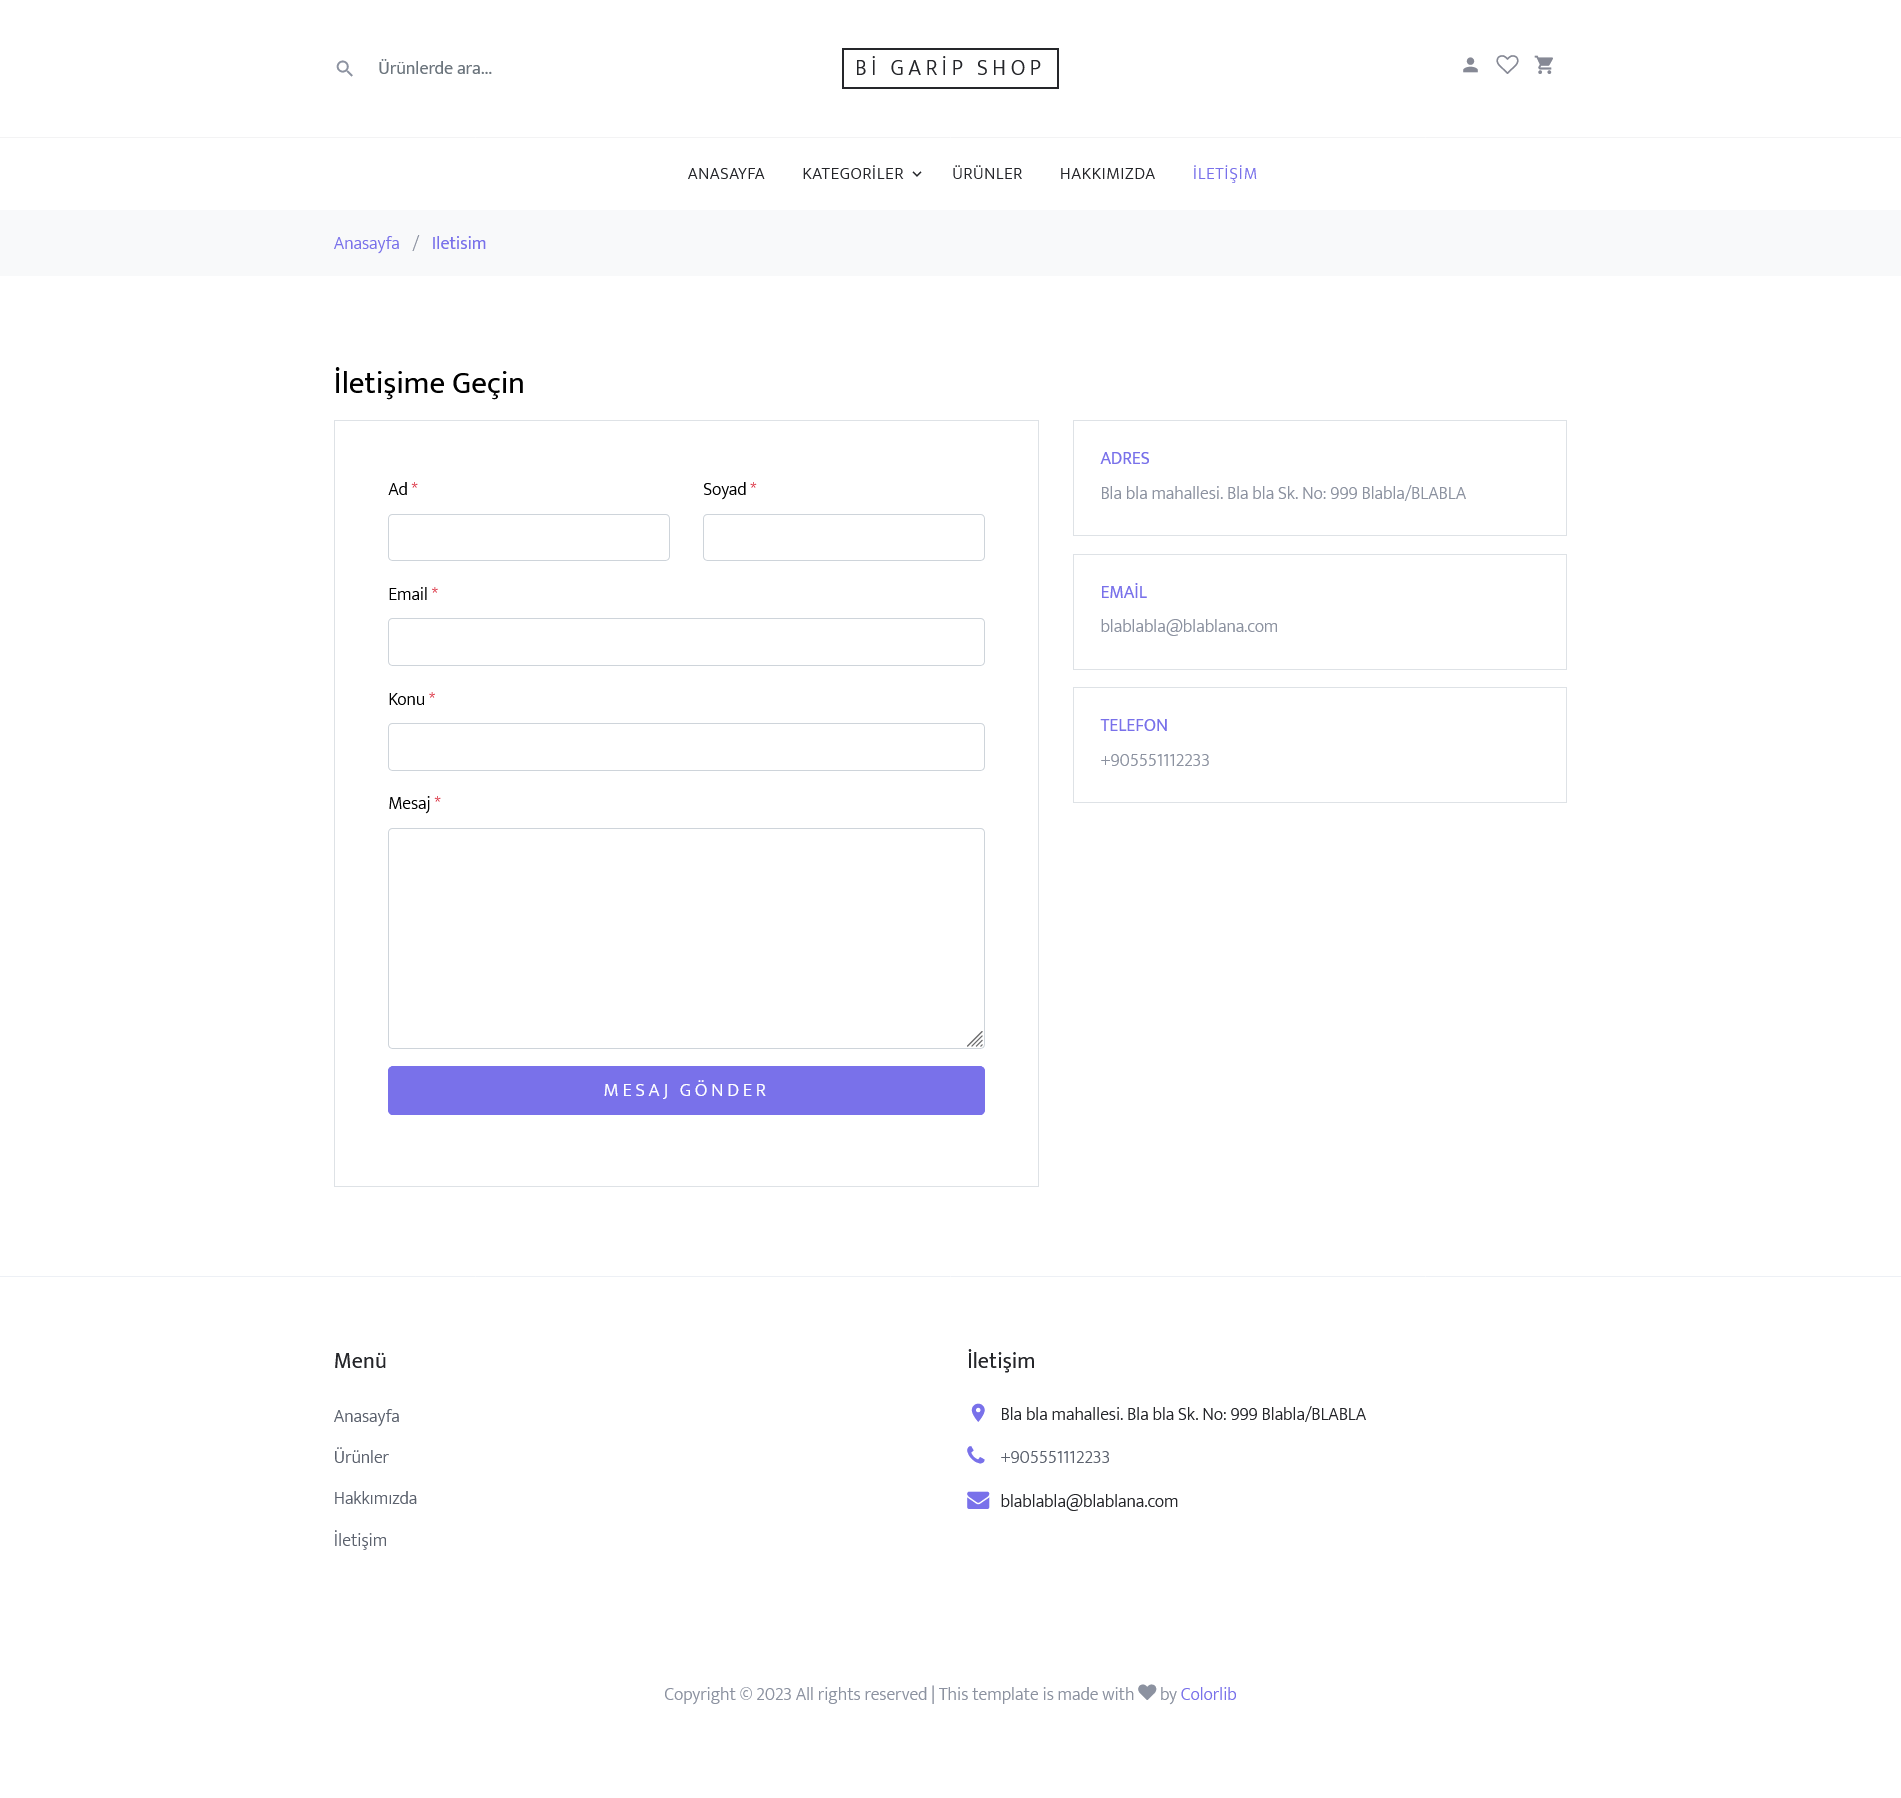 Ürünlerde ara...
Bİ GARİP SHOP
ANASAYFA KATEGORİLER ÜRÜNLER HAKKIMIZDA İLETİŞİM
Anasayfa / Iletisim
İletişime Geçin
Ad * Soyad *
Email *
Konu *
Mesaj *
MESAJ GÖNDER
ADRES
Bla bla mahallesi. Bla bla Sk. No: 999 Blabla/BLABLA
EMAİL
blablabla@blablana.com
TELEFON
+905551112233
Menü
Anasayfa
Ürünler
Hakkımızda
İletişim
İletişim
Bla bla mahallesi. Bla bla Sk. No: 999 Blabla/BLABLA
+905551112233
blablabla@blablana.com
Copyright © 2023 All rights reserved | This template is made with by Colorlib